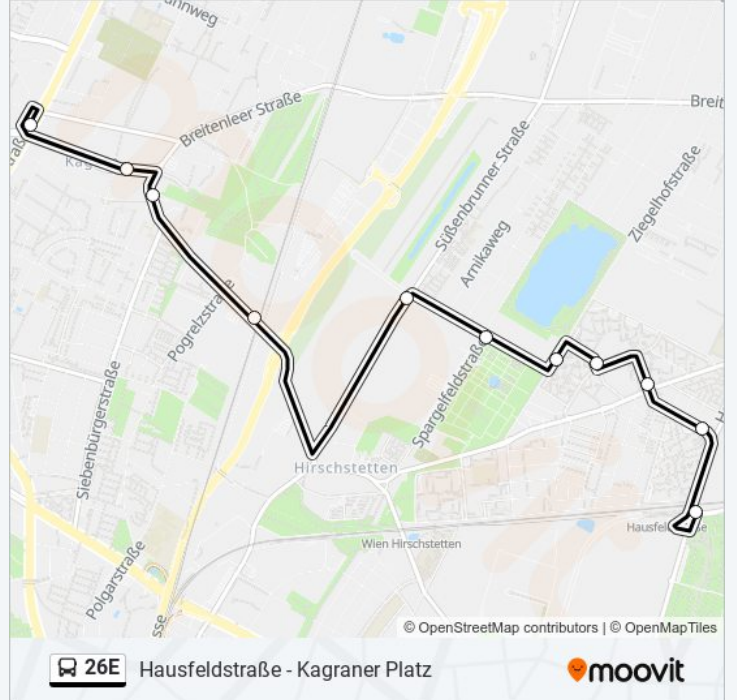 Breitenleer Straße
Breit
Süßenbrunner Straße
Ziegelhofstraße
Arnikaweg
Pogrelzstraße
Spargelfeldstraße
Siebenbürgerstraße
Hirschstetten
Wien Hirschstetten
Polgarstraße
© OpenStreetMap contributors | © OpenMapTiles
26E Hausfeldstraße - Kagraner Platz
moovit